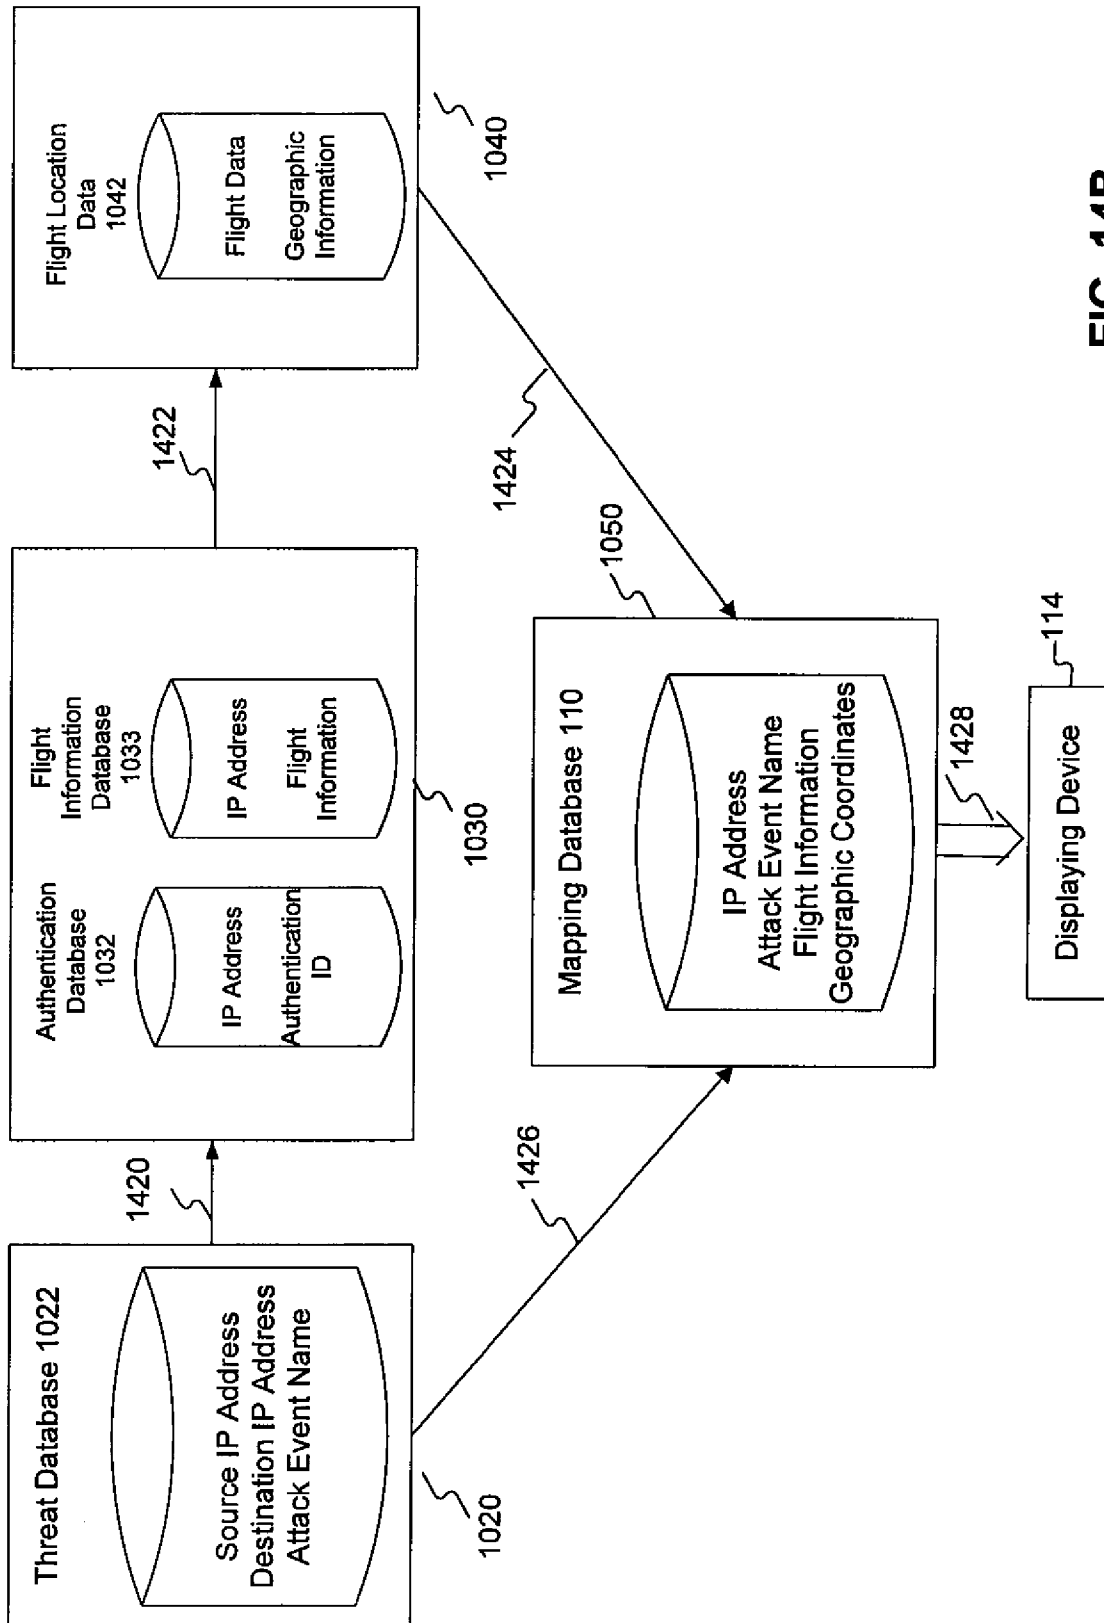 Threat Database 1022
Source IP Address
Destination IP Address
Attack Event Name
1020
1420
Authentication
Database
1032
IP Address
Authentication
ID
Flight
Information
Database
1033
IP Address
Flight
Information
1030
1422
Flight Location
Data
1042
Flight Data
Geographic
Information
1040
1424
1426
1050
Mapping Database 110
IP Address
Attack Event Name
Flight Information
Geographic Coordinates
1428
Displaying Device
114
FIG. 14B